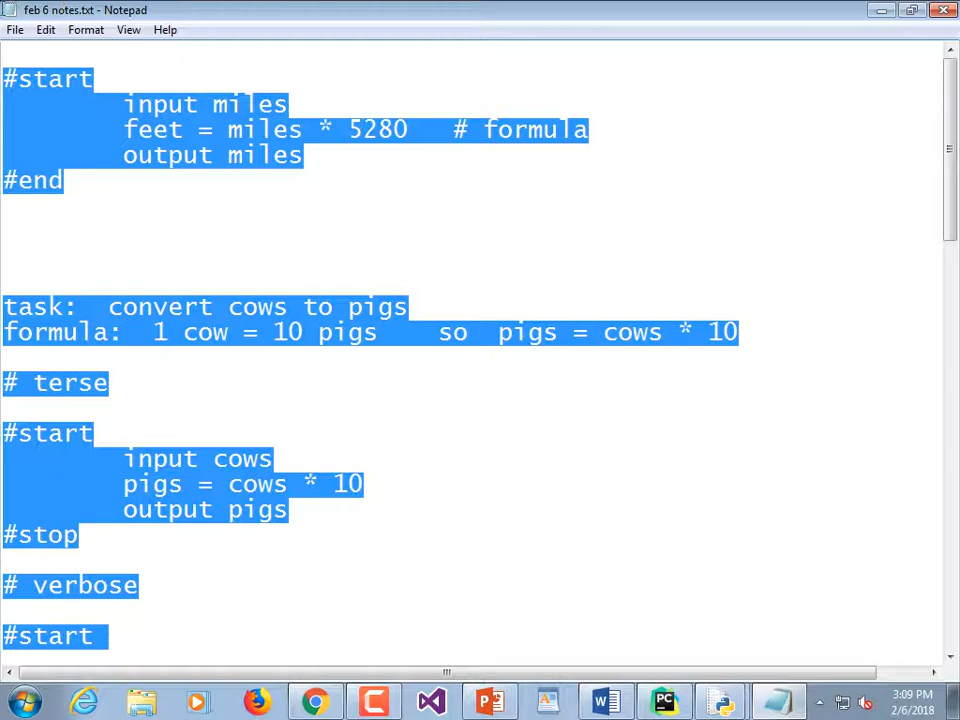 feb 6 notes.txt - Notepad
File Edit Format View Help
#start
input miles
feet = miles * 5280 # formula
output miles
#end
task: convert cows to pigs
formula: 1 cow = 10 pigs so pigs = cows * 10
# terse
#start
input cows
pigs = cows * 10
output pigs
#stop
# verbose
#start
3:09 PM
2/6/2018